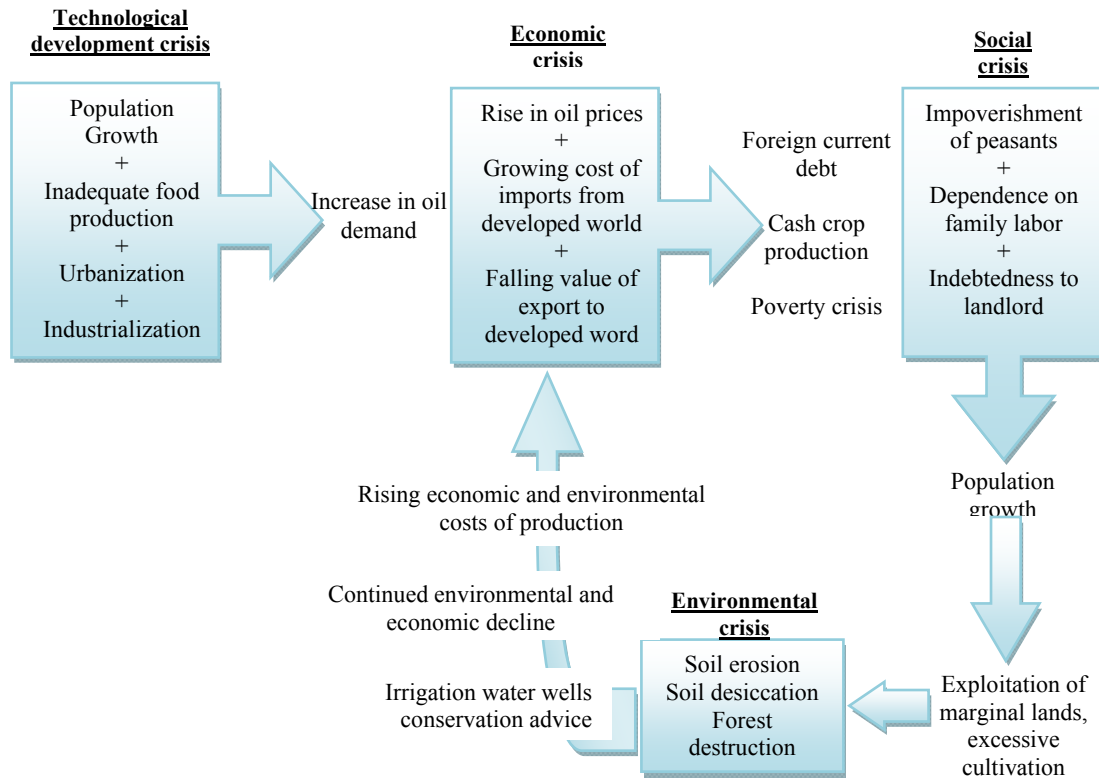 Technological
development crisis
Population
Growth
+
Inadequate food
production
+
Urbanization
+
Industrialization
Increase in oil
demand
Economic
crisis
Rise in oil prices
+
Growing cost of
imports from
developed world
+
Falling value of
export to
developed word
Foreign current
debt
Cash crop
production
Poverty crisis
Social
crisis
Impoverishment
of peasants
+
Dependence on
family labor
+
Indebtedness to
landlord
Population
growth
Exploitation of
marginal lands,
excessive
cultivation
Environmental
crisis
Soil erosion
Soil desiccation
Forest
destruction
Irrigation water wells
conservation advice
Continued environmental and
economic decline
Rising economic and environmental
costs of production